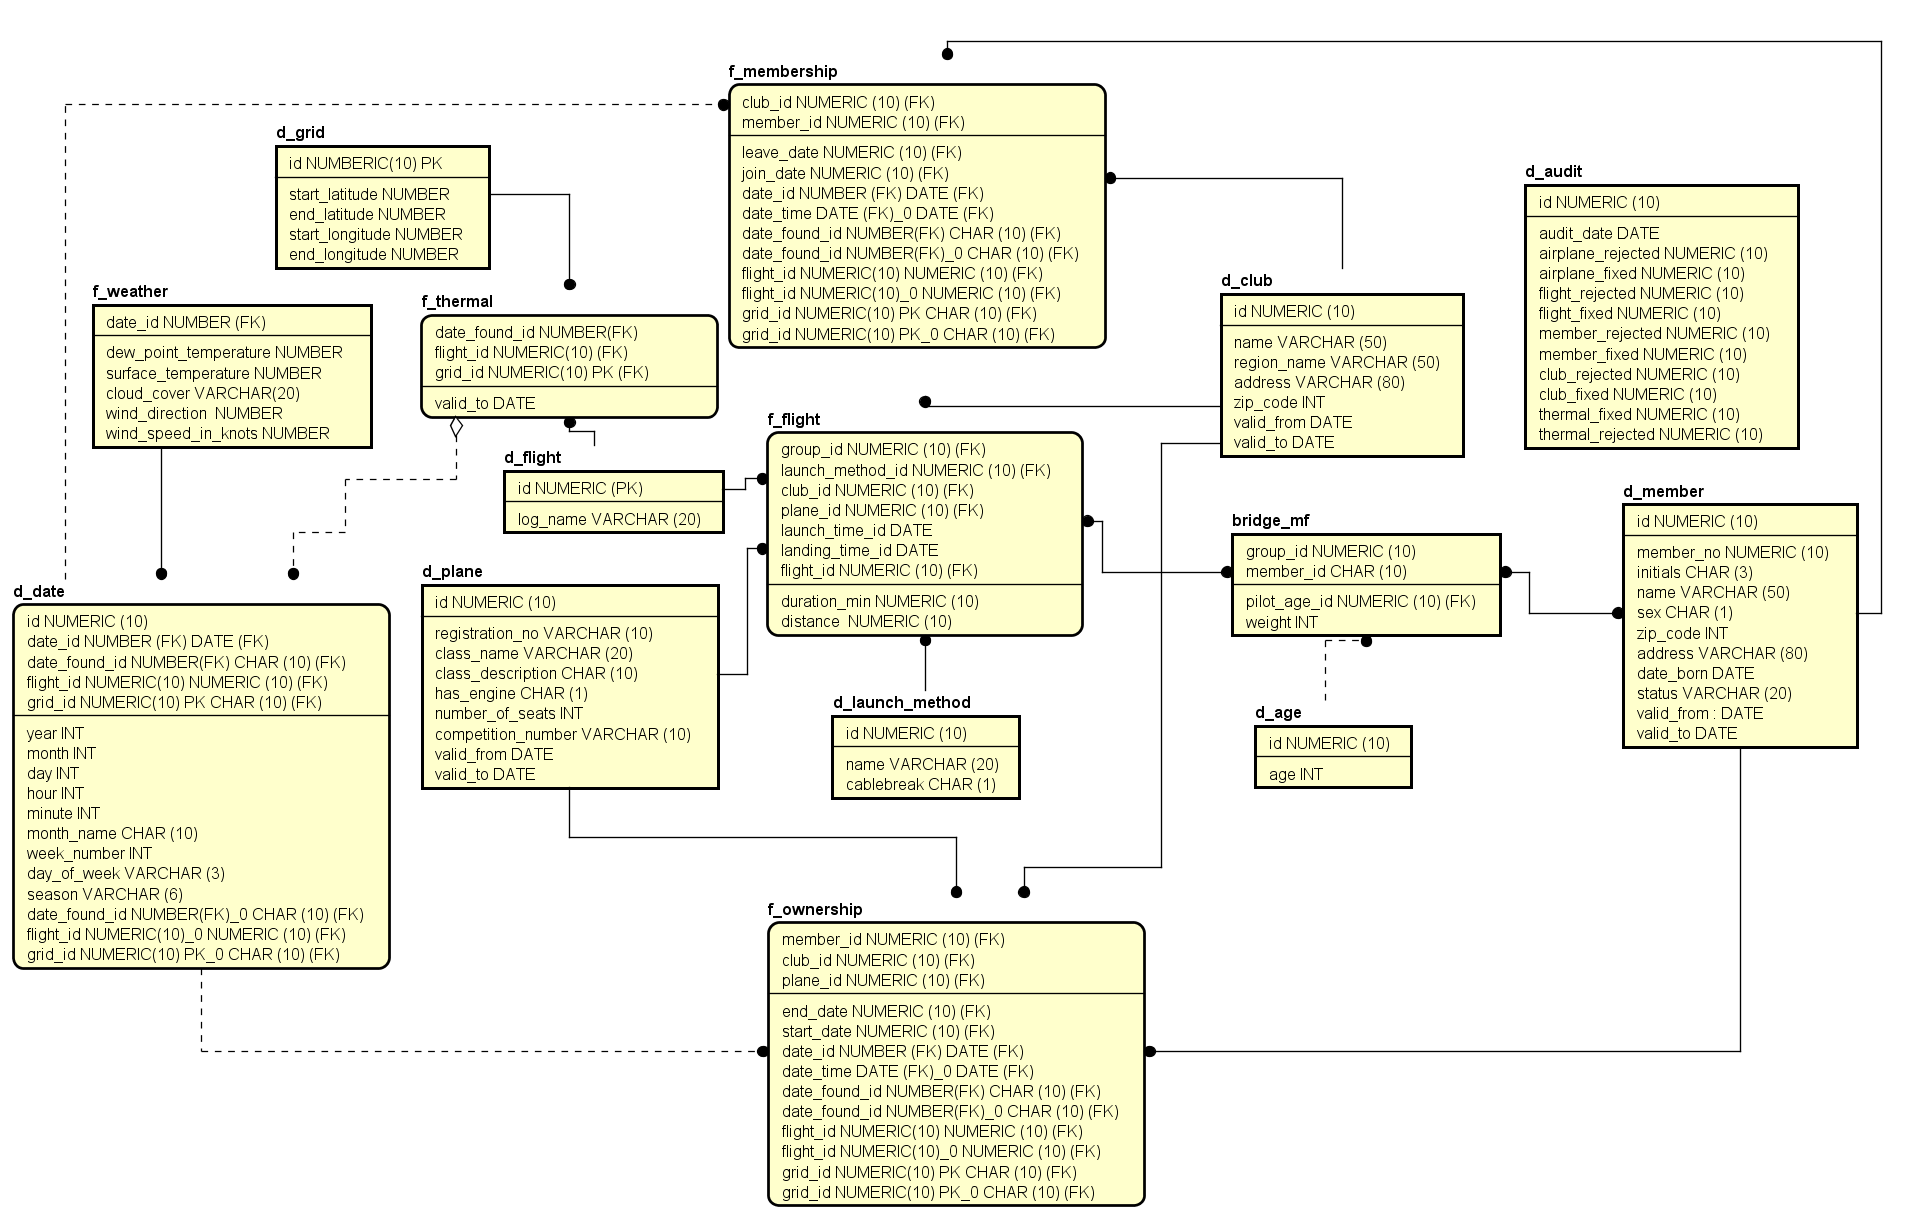 f_membership
club_id NUMERIC (10) (FK)
member_id NUMERIC (10) (FK)
leave_date NUMERIC (10) (FK)
join_date NUMERIC (10) (FK)
date_id NUMBER (FK) DATE (FK)
date_time DATE (FK)_0 DATE (FK)
date_found_id NUMBER(FK) CHAR (10) (FK)
date_found_id NUMBER(FK)_0 CHAR (10) (FK)
flight_id NUMERIC(10) NUMERIC (10) (FK)
flight_id NUMERIC(10)_0 NUMERIC (10) (FK)
grid_id NUMERIC(10) PK CHAR (10) (FK)
grid_id NUMERIC(10) PK_0 CHAR (10) (FK)
d_grid
id NUMBERIC(10) PK
start_latitude NUMBER
end_latitude NUMBER
start_longitude NUMBER
end_longitude NUMBER
d_audit
id NUMERIC (10)
audit_date DATE
airplane_rejected NUMERIC (10)
airplane_fixed NUMERIC (10)
flight_rejected NUMERIC (10)
flight_fixed NUMERIC (10)
member_rejected NUMERIC (10)
member_fixed NUMERIC (10)
club_rejected NUMERIC (10)
club_fixed NUMERIC (10)
thermal_fixed NUMERIC (10)
thermal_rejected NUMERIC (10)
d_club
id NUMERIC (10)
name VARCHAR (50)
region_name VARCHAR (50)
address VARCHAR (80)
zip_code INT
valid_from DATE
valid_to DATE
f_weather
date_id NUMBER (FK)
dew_point_temperature NUMBER
surface_temperature NUMBER
cloud_cover VARCHAR(20)
wind_direction NUMBER
wind_speed_in_knots NUMBER
f_thermal
date_found_id NUMBER(FK)
flight_id NUMERIC(10) (FK)
grid_id NUMERIC(10) PK (FK)
valid_to DATE
f_flight
group_id NUMERIC (10) (FK)
launch_method_id NUMERIC (10) (FK)
club_id NUMERIC (10) (FK)
plane_id NUMERIC (10) (FK)
launch_time_id DATE
landing_time_id DATE
flight_id NUMERIC (10) (FK)
duration_min NUMERIC (10)
distance NUMERIC (10)
d_flight
id NUMERIC (PK)
log_name VARCHAR (20)
d_member
id NUMERIC (10)
member_no NUMERIC (10)
initials CHAR (3)
name VARCHAR (50)
sex CHAR (1)
zip_code INT
address VARCHAR (80)
date_born DATE
status VARCHAR (20)
valid_from : DATE
valid_to DATE
bridge_mf
group_id NUMERIC (10)
member_id CHAR (10)
pilot_age_id NUMERIC (10) (FK)
weight INT
d_plane
id NUMERIC (10)
registration_no VARCHAR (10)
class_name VARCHAR (20)
class_description CHAR (10)
has_engine CHAR (1)
number_of_seats INT
competition_number VARCHAR (10)
valid_from DATE
valid_to DATE
d_date
id NUMERIC (10)
date_id NUMBER (FK) DATE (FK)
date_found_id NUMBER(FK) CHAR (10) (FK)
flight_id NUMERIC(10) NUMERIC (10) (FK)
grid_id NUMERIC(10) PK CHAR (10) (FK)
year INT
month INT
day INT
hour INT
minute INT
month_name CHAR (10)
week_number INT
day_of_week VARCHAR (3)
season VARCHAR (6)
date_found_id NUMBER(FK)_0 CHAR (10) (FK)
flight_id NUMERIC(10)_0 NUMERIC (10) (FK)
grid_id NUMERIC(10) PK_0 CHAR (10) (FK)
d_launch_method
id NUMERIC (10)
name VARCHAR (20)
cablebreak CHAR (1)
d_age
id NUMERIC (10)
age INT
f_ownership
member_id NUMERIC (10) (FK)
club_id NUMERIC (10) (FK)
plane_id NUMERIC (10) (FK)
end_date NUMERIC (10) (FK)
start_date NUMERIC (10) (FK)
date_id NUMBER (FK) DATE (FK)
date_time DATE (FK)_0 DATE (FK)
date_found_id NUMBER(FK) CHAR (10) (FK)
date_found_id NUMBER(FK)_0 CHAR (10) (FK)
flight_id NUMERIC(10) NUMERIC (10) (FK)
flight_id NUMERIC(10)_0 NUMERIC (10) (FK)
grid_id NUMERIC(10) PK CHAR (10) (FK)
grid_id NUMERIC(10) PK_0 CHAR (10) (FK)